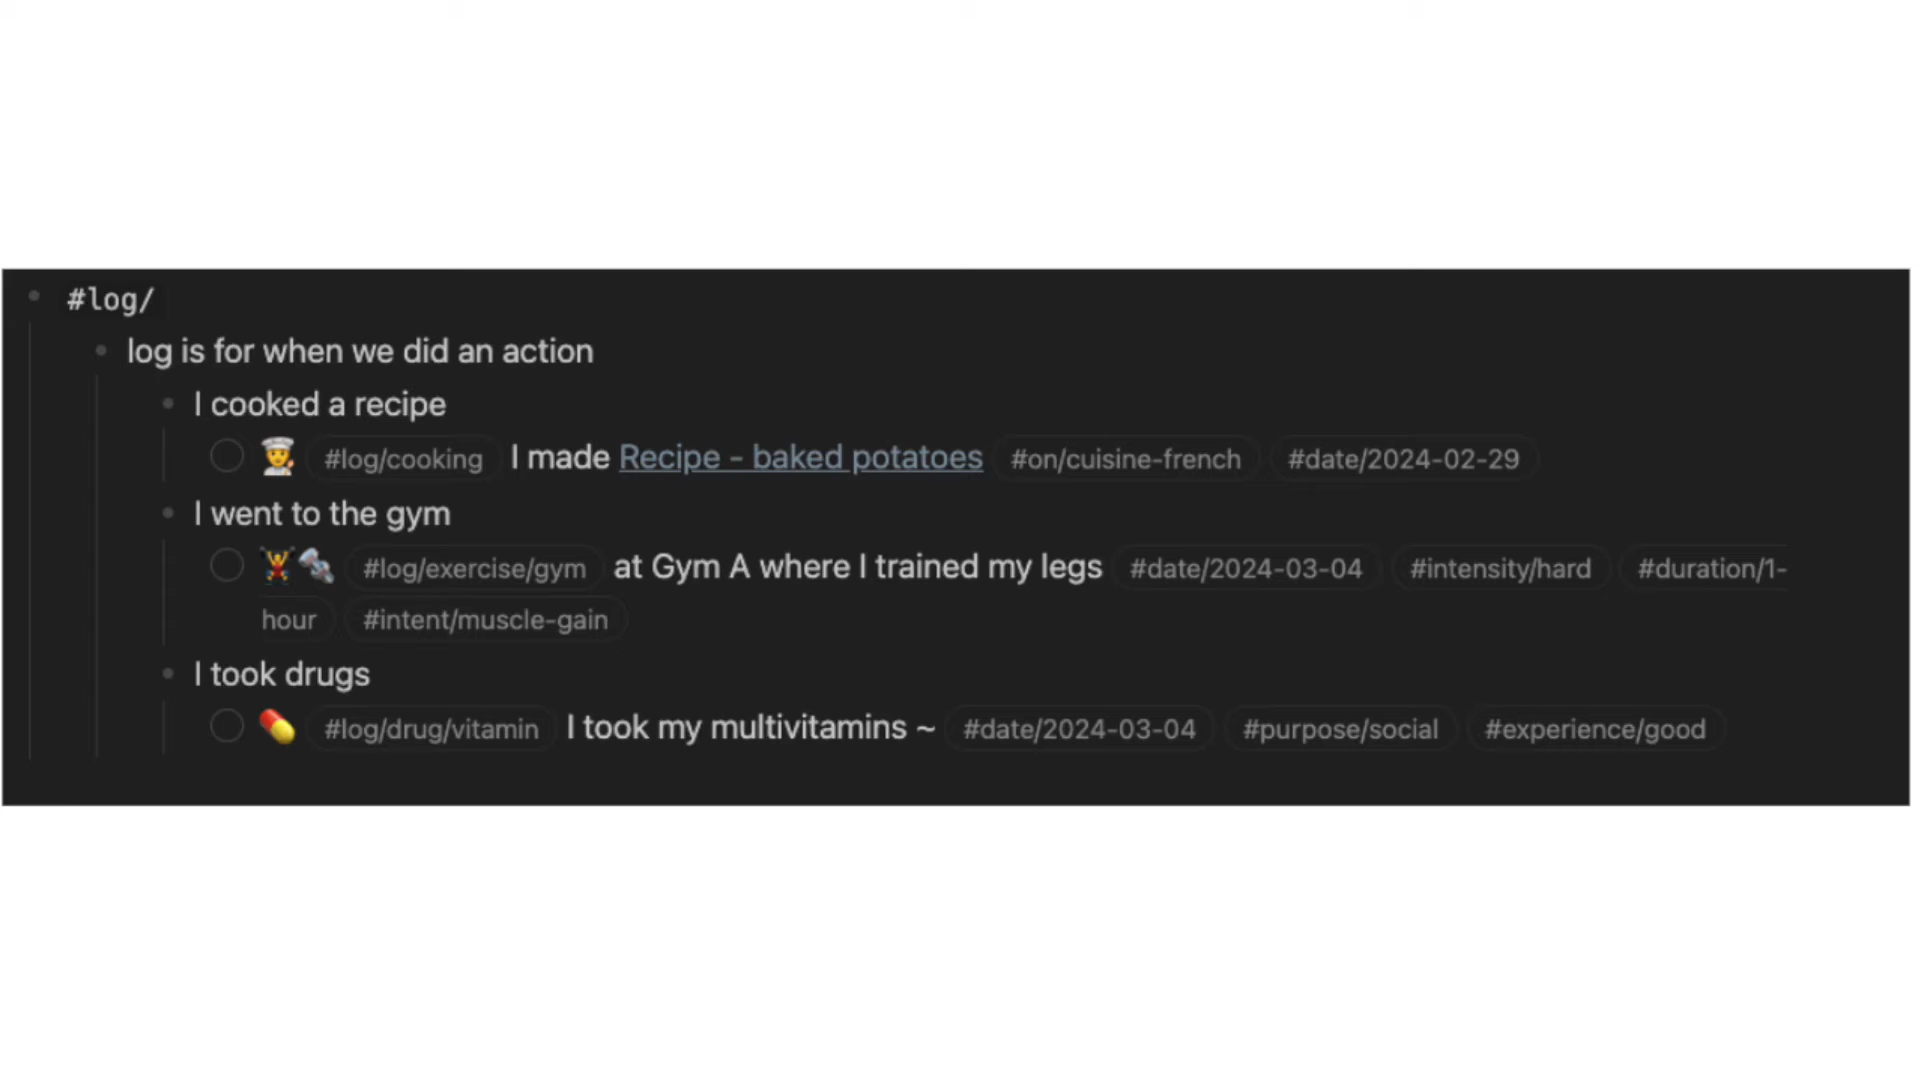 #log/
log is for when we did an action
I cooked a recipe
👨‍🍳 #log/cooking I made Recipe - baked potatoes #on/cuisine-french #date/2024-02-29
I went to the gym
🏋️🔩 #log/exercise/gym at Gym A where I trained my legs #date/2024-03-04 #intensity/hard #duration/1-
hour #intent/muscle-gain
I took drugs
💊 #log/drug/vitamin I took my multivitamins ~ #date/2024-03-04 #purpose/social #experience/good